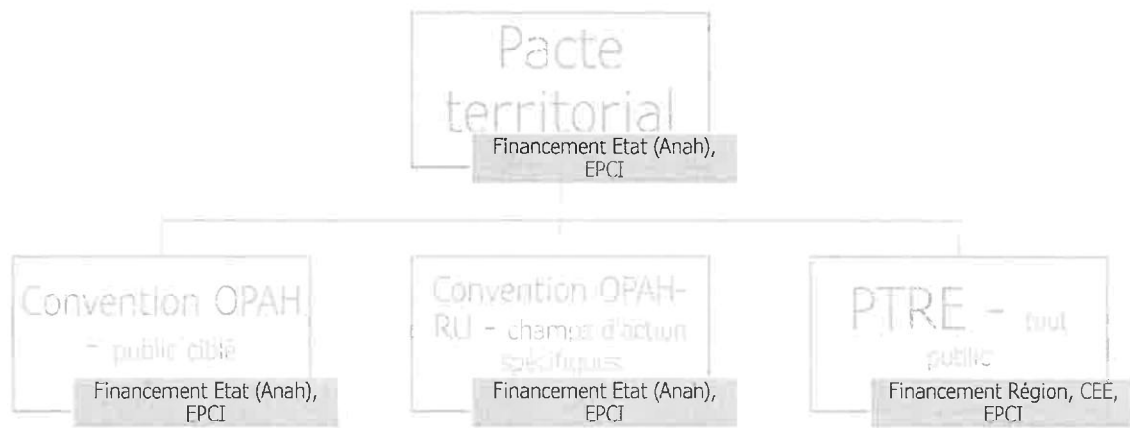 Pacte
territorial
Financement Etat (Anah),
EPCI
Convention OPAH
- public ciblé
Financement Etat (Anah),
EPCI
Convention OPAH-
RU - champs d'action
spécifiques
Financement Etat (Anah),
EPCI
PTRE - tout
public
Financement Région, CEE,
EPCI